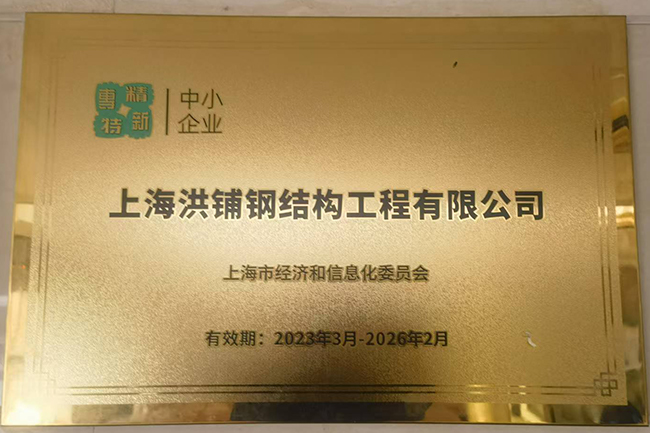 專精
特新
中小
企业
上海洪铺钢结构工程有限公司
上海市经济和信息化委员会
有效期：2023年3月-2026年2月